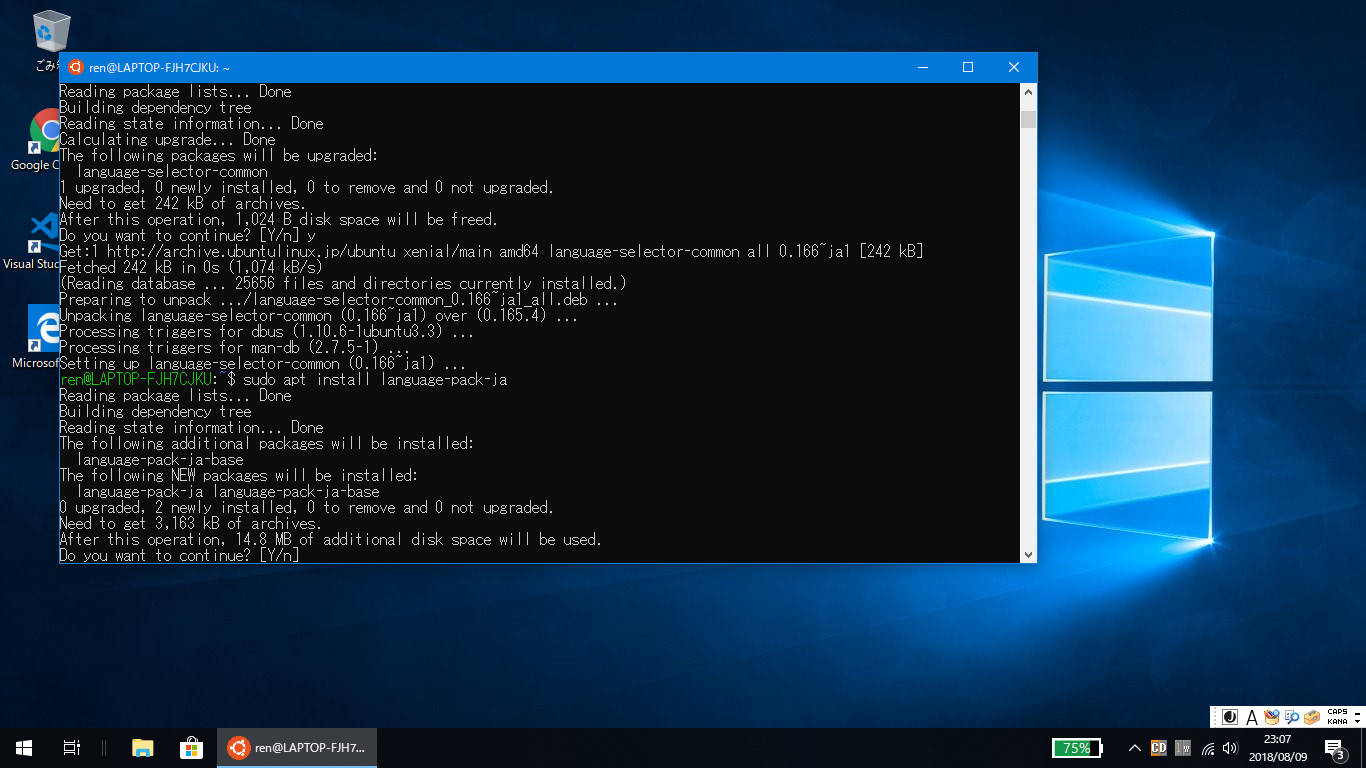 ごみ
Google C
Visual Stud
Microsof
ren@LAPTOP-FJH7CJKU: ~
Reading package lists... Done
Building dependency tree
Reading state information... Done
Calculating upgrade... Done
The following packages will be upgraded:
  language-selector-common
1 upgraded, 0 newly installed, 0 to remove and 0 not upgraded.
Need to get 242 kB of archives.
After this operation, 1,024 B disk space will be freed.
Do you want to continue? [Y/n] y
Get:1 http://archive.ubuntulinux.jp/ubuntu xenial/main amd64 language-selector-common all 0.166~ja1 [242 kB]
Fetched 242 kB in 0s (1,074 kB/s)
(Reading database ... 25656 files and directories currently installed.)
Preparing to unpack .../language-selector-common_0.166~ja1_all.deb ...
Unpacking language-selector-common (0.166~ja1) over (0.165.4) ...
Processing triggers for dbus (1.10.6-1ubuntu3.3) ...
Processing triggers for man-db (2.7.5-1) ...
Setting up language-selector-common (0.166~ja1) ...
ren@LAPTOP-FJH7CJKU:~$ sudo apt install language-pack-ja
Reading package lists... Done
Building dependency tree
Reading state information... Done
The following additional packages will be installed:
  language-pack-ja-base
The following NEW packages will be installed:
  language-pack-ja language-pack-ja-base
0 upgraded, 2 newly installed, 0 to remove and 0 not upgraded.
Need to get 3,163 kB of archives.
After this operation, 14.8 MB of additional disk space will be used.
Do you want to continue? [Y/n]
A
CAPS
KANA
ren@LAPTOP-FJH7...
75%
CD
23:07
2018/08/09
3